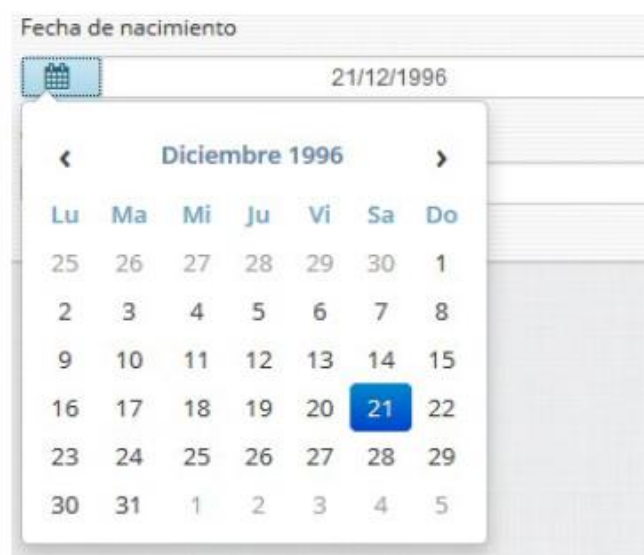 Fecha de nacimiento
21/12/1996
‹ Diciembre 1996 ›
Lu Ma Mi Ju Vi Sa Do
25 26 27 28 29 30 1
2 3 4 5 6 7 8
9 10 11 12 13 14 15
16 17 18 19 20 21 22
23 24 25 26 27 28 29
30 31 1 2 3 4 5